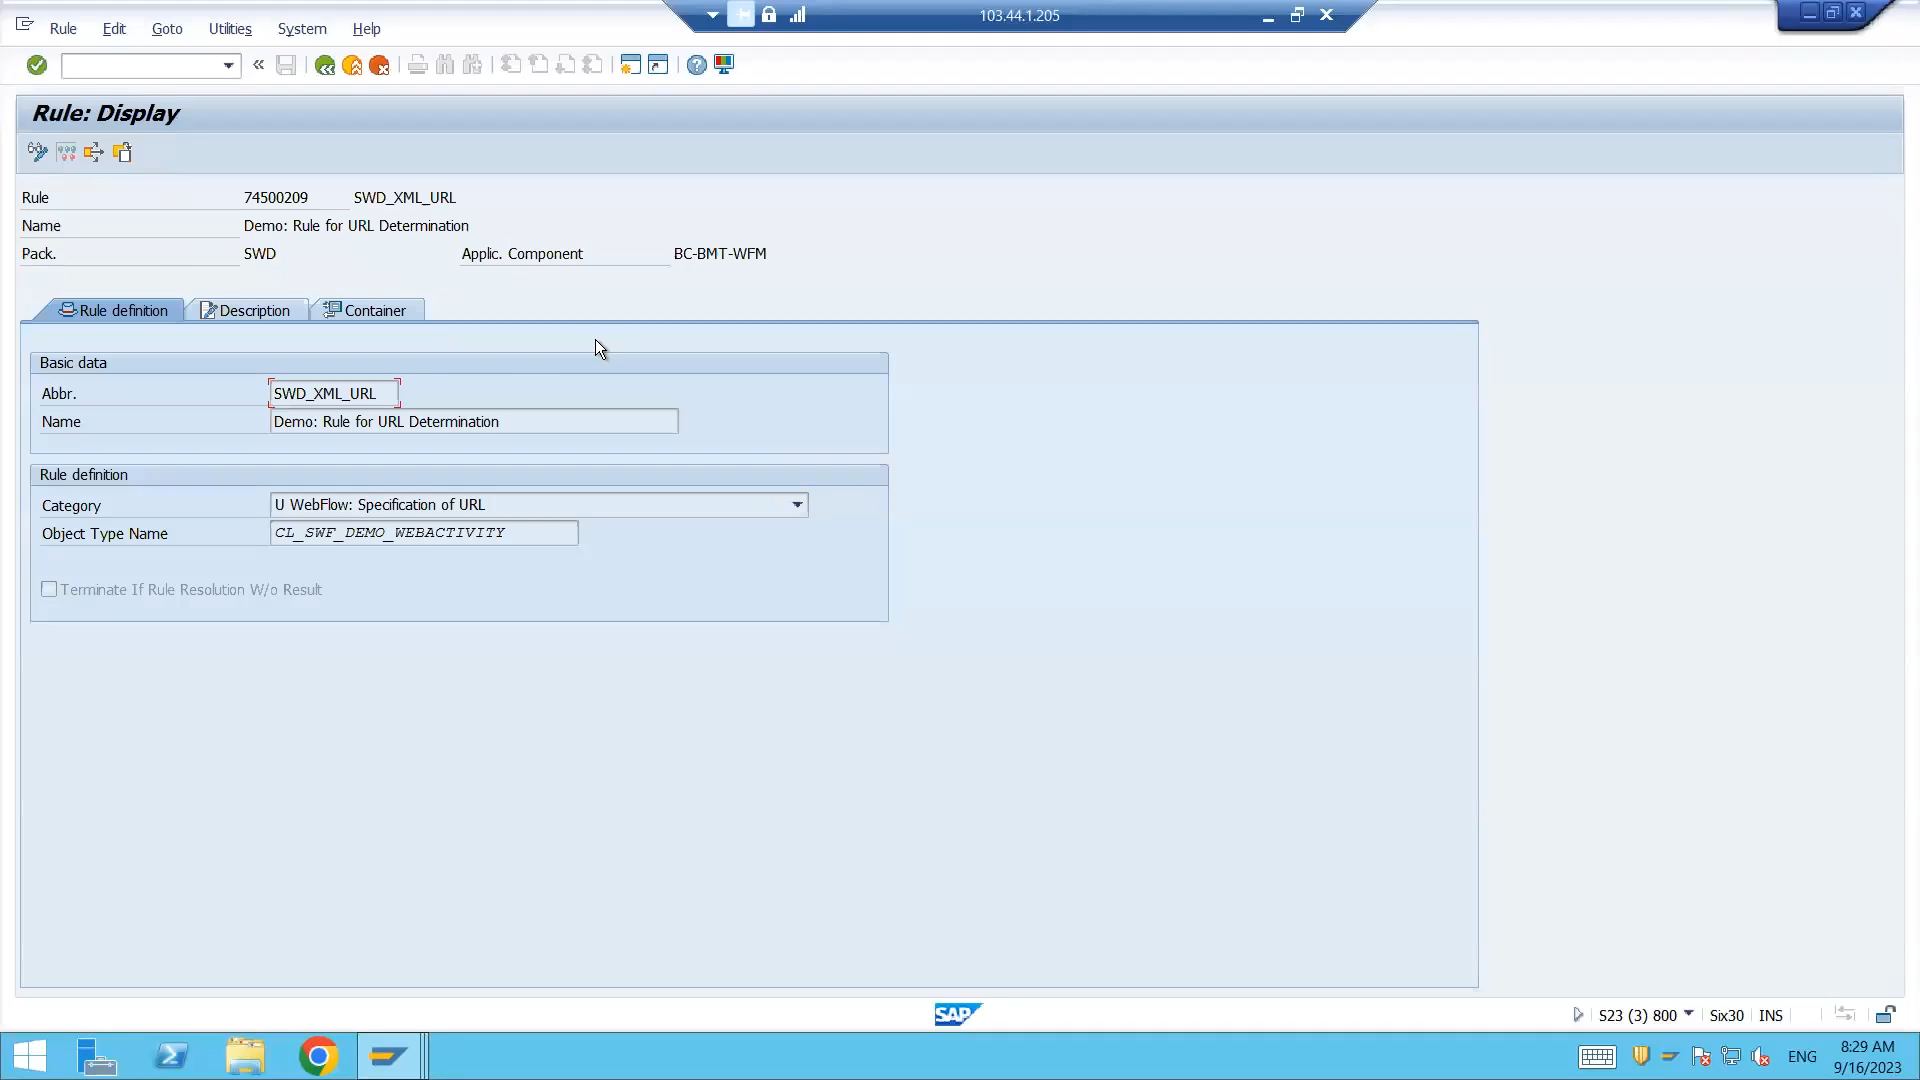 103.44.1.205
Rule Edit Goto Utilities System Help
Rule: Display
Rule 74500209 SWD_XML_URL
Name Demo: Rule for URL Determination
Pack. SWD Applic. Component BC-BMT-WFM
Rule definition Description Container
Basic data
Abbr. SWD_XML_URL
Name Demo: Rule for URL Determination
Rule definition
Category U WebFlow: Specification of URL
Object Type Name CL_SWF_DEMO_WEBACTIVITY
Terminate If Rule Resolution W/o Result
SAP S23 (3) 800 Six30 INS
ENG 8:29 AM
9/16/2023